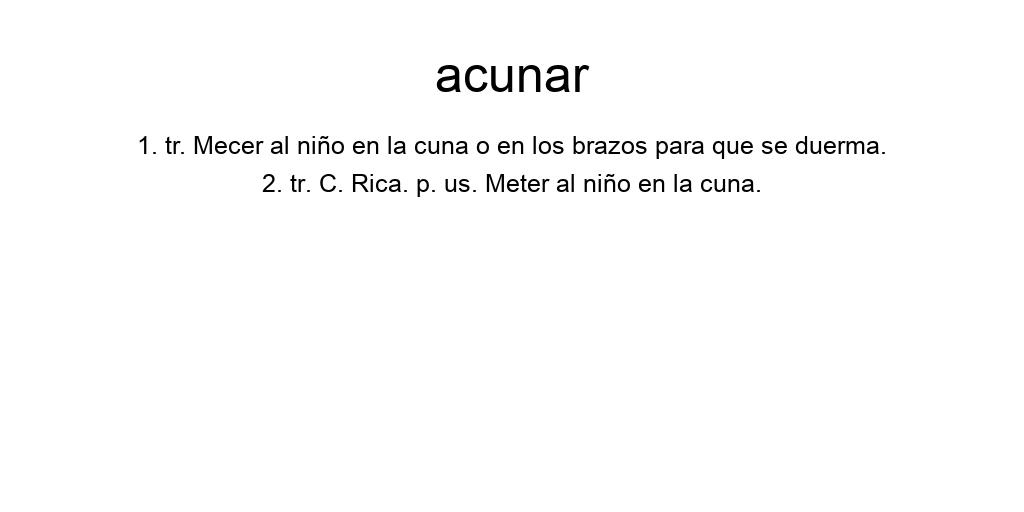 acunar
1. tr. Mecer al niño en la cuna o en los brazos para que se duerma.
2. tr. C. Rica. p. us. Meter al niño en la cuna.